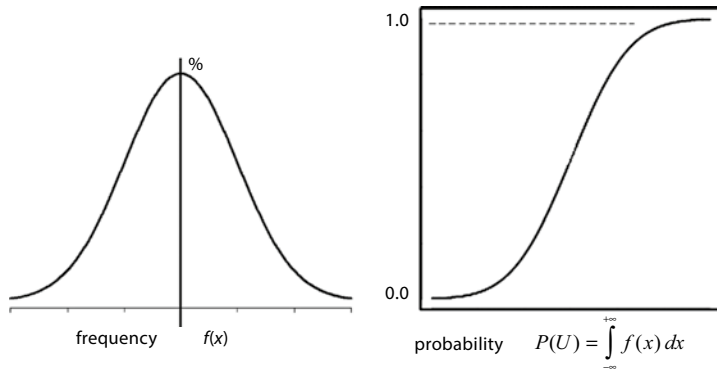 %
frequency f(x)
1.0
0.0
probability P(U) = ∫_{-∞}^{+∞} f(x) dx